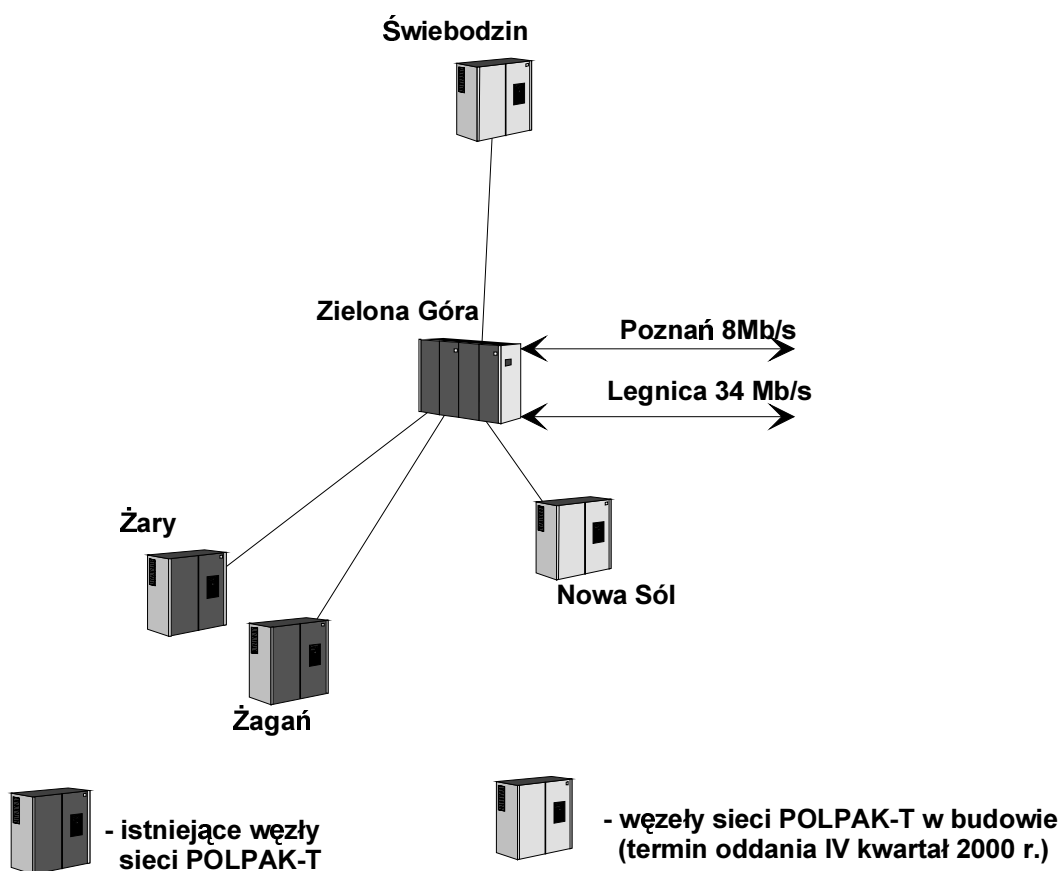 Świebodzin
Zielona Góra
Poznań 8Mb/s
Legnica 34 Mb/s
Żary
Nowa Sól
Żagań
- istniejące węzły
sieci POLPAK-T
- węzeły sieci POLPAK-T w budowie
(termin oddania IV kwartał 2000 r.)